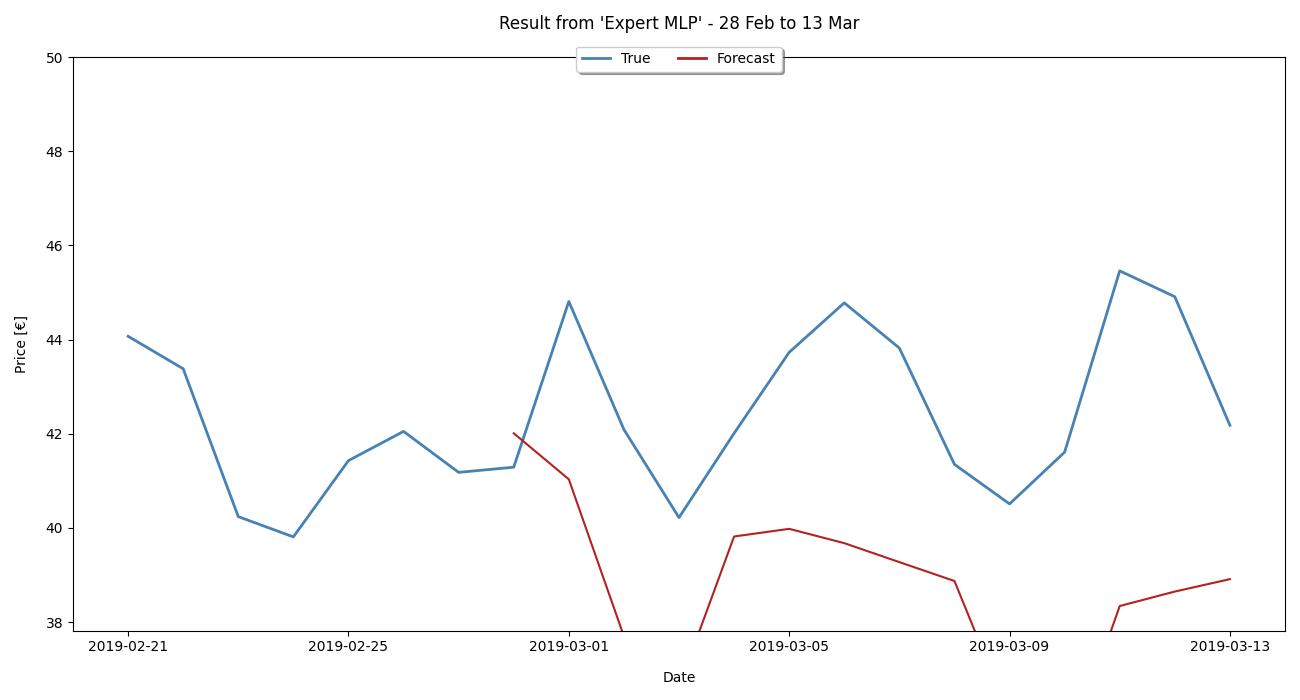 Result from 'Expert MLP' - 28 Feb to 13 Mar
True Forecast
50
48
46
44
42
40
38
Price [€]
2019-02-21 2019-02-25 2019-03-01 2019-03-05 2019-03-09 2019-03-13
Date